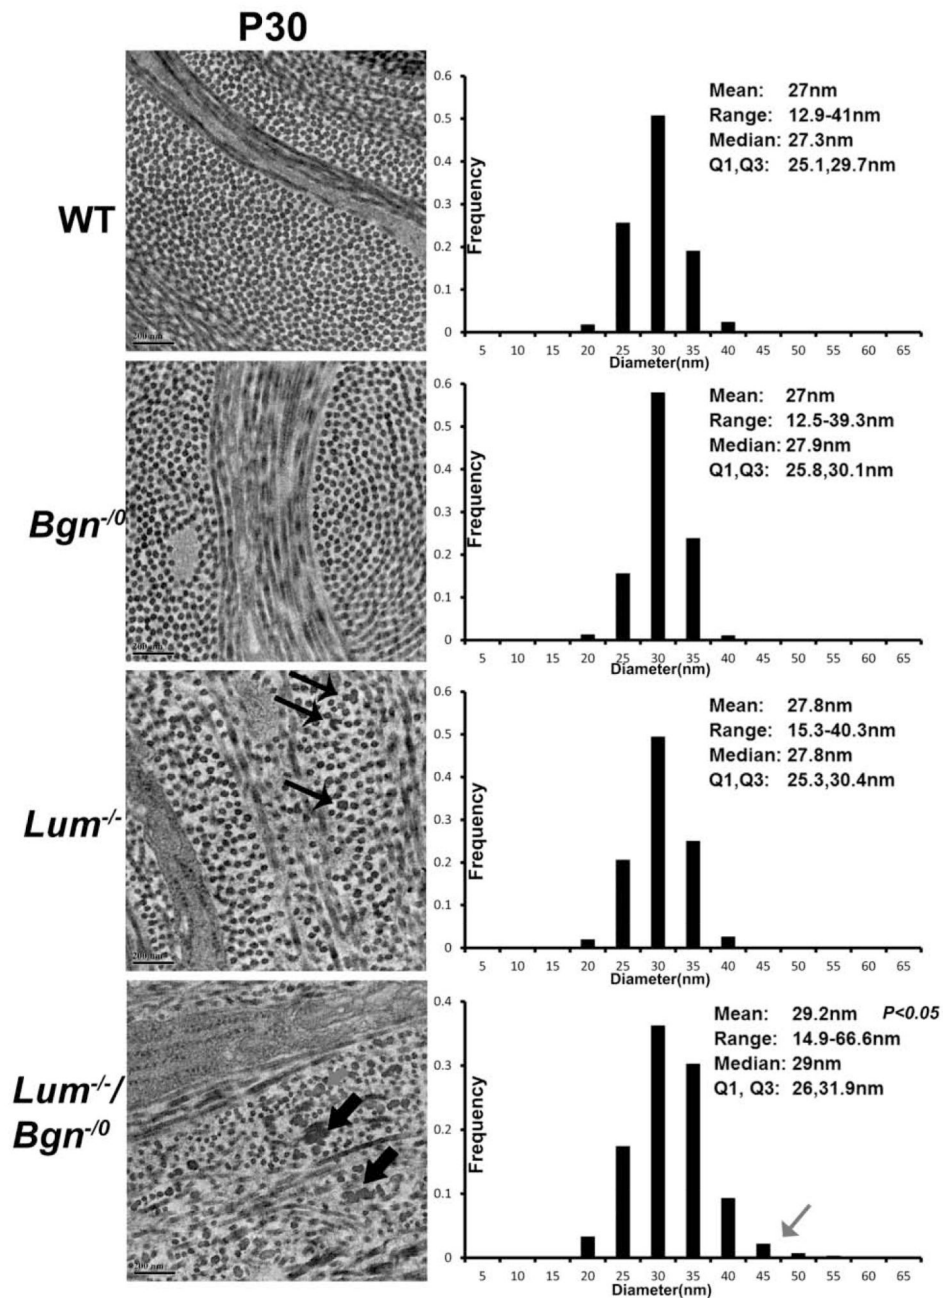 P30
WT
200 nm
Frequency
0.6
0.5
0.4
0.3
0.2
0.1
0
5 10 15 20 25 30 35 40 45 50 55 60 65
Diameter(nm)
Mean: 27nm
Range: 12.9-41nm
Median: 27.3nm
Q1,Q3: 25.1,29.7nm
Bgn-/0
200 nm
Frequency
0.6
0.5
0.4
0.3
0.2
0.1
0
5 10 15 20 25 30 35 40 45 50 55 60 65
Diameter(nm)
Mean: 27nm
Range: 12.5-39.3nm
Median: 27.9nm
Q1,Q3: 25.8,30.1nm
Lum-/-
200 nm
Frequency
0.6
0.5
0.4
0.3
0.2
0.1
0
5 10 15 20 25 30 35 40 45 50 55 60 65
Diameter(nm)
Mean: 27.8nm
Range: 15.3-40.3nm
Median: 27.8nm
Q1,Q3: 25.3,30.4nm
Lum-/-/
Bgn-/0
200 nm
Frequency
0.4
0.3
0.2
0.1
0
5 10 15 20 25 30 35 40 45 50 55 60 65
Diameter(nm)
Mean: 29.2nm P<0.05
Range: 14.9-66.6nm
Median: 29nm
Q1, Q3: 26,31.9nm